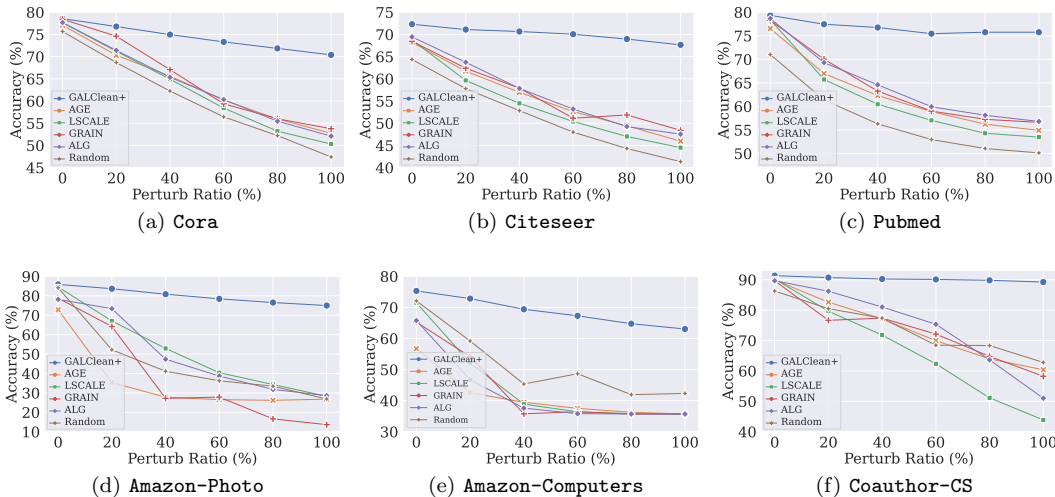 80
75
70
65
60
55
50
45
Accuracy (%)
GALClean+
AGE
LSCALE
GRAIN
ALG
Random
0 20 40 60 80 100
Perturb Ratio (%)
(a) Cora
75
70
65
60
55
50
45
40
Accuracy (%)
GALClean+
AGE
LSCALE
GRAIN
ALG
Random
0 20 40 60 80 100
Perturb Ratio (%)
(b) Citeseer
80
75
70
65
60
55
50
Accuracy (%)
GALClean+
AGE
LSCALE
GRAIN
ALG
Random
0 20 40 60 80 100
Perturb Ratio (%)
(c) Pubmed
90
80
70
60
50
40
30
20
10
Accuracy (%)
GALClean+
AGE
LSCALE
GRAIN
ALG
Random
0 20 40 60 80 100
Perturb Ratio (%)
(d) Amazon-Photo
80
70
60
50
40
30
Accuracy (%)
GALClean+
AGE
LSCALE
GRAIN
ALG
Random
0 20 40 60 80 100
Perturb Ratio (%)
(e) Amazon-Computers
90
80
70
60
50
40
Accuracy (%)
GALClean+
AGE
LSCALE
GRAIN
ALG
Random
0 20 40 60 80 100
Perturb Ratio (%)
(f) Coauthor-CS